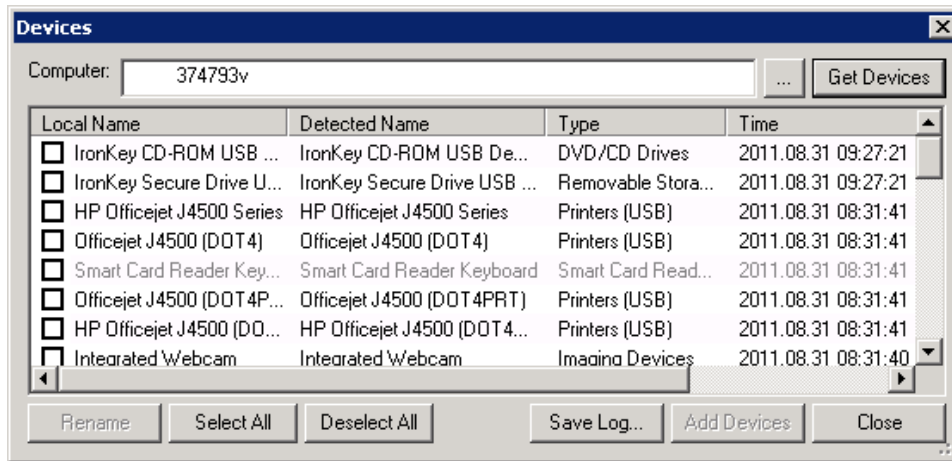 Devices
Computer: 374793v ... Get Devices
Local Name Detected Name Type Time
IronKey CD-ROM USB ... IronKey CD-ROM USB De... DVD/CD Drives 2011.08.31 09:27:21
IronKey Secure Drive U... IronKey Secure Drive USB ... Removable Stora... 2011.08.31 09:27:21
HP Officejet J4500 Series HP Officejet J4500 Series Printers (USB) 2011.08.31 08:31:41
Officejet J4500 (DOT4) Officejet J4500 (DOT4) Printers (USB) 2011.08.31 08:31:41
Smart Card Reader Key... Smart Card Reader Keyboard Smart Card Read... 2011.08.31 08:31:41
Officejet J4500 (DOT4P... Officejet J4500 (DOT4PRT) Printers (USB) 2011.08.31 08:31:41
HP Officejet J4500 (DO... HP Officejet J4500 (DOT4... Printers (USB) 2011.08.31 08:31:41
Integrated Webcam Integrated Webcam Imaging Devices 2011.08.31 08:31:40
Rename Select All Deselect All Save Log... Add Devices Close